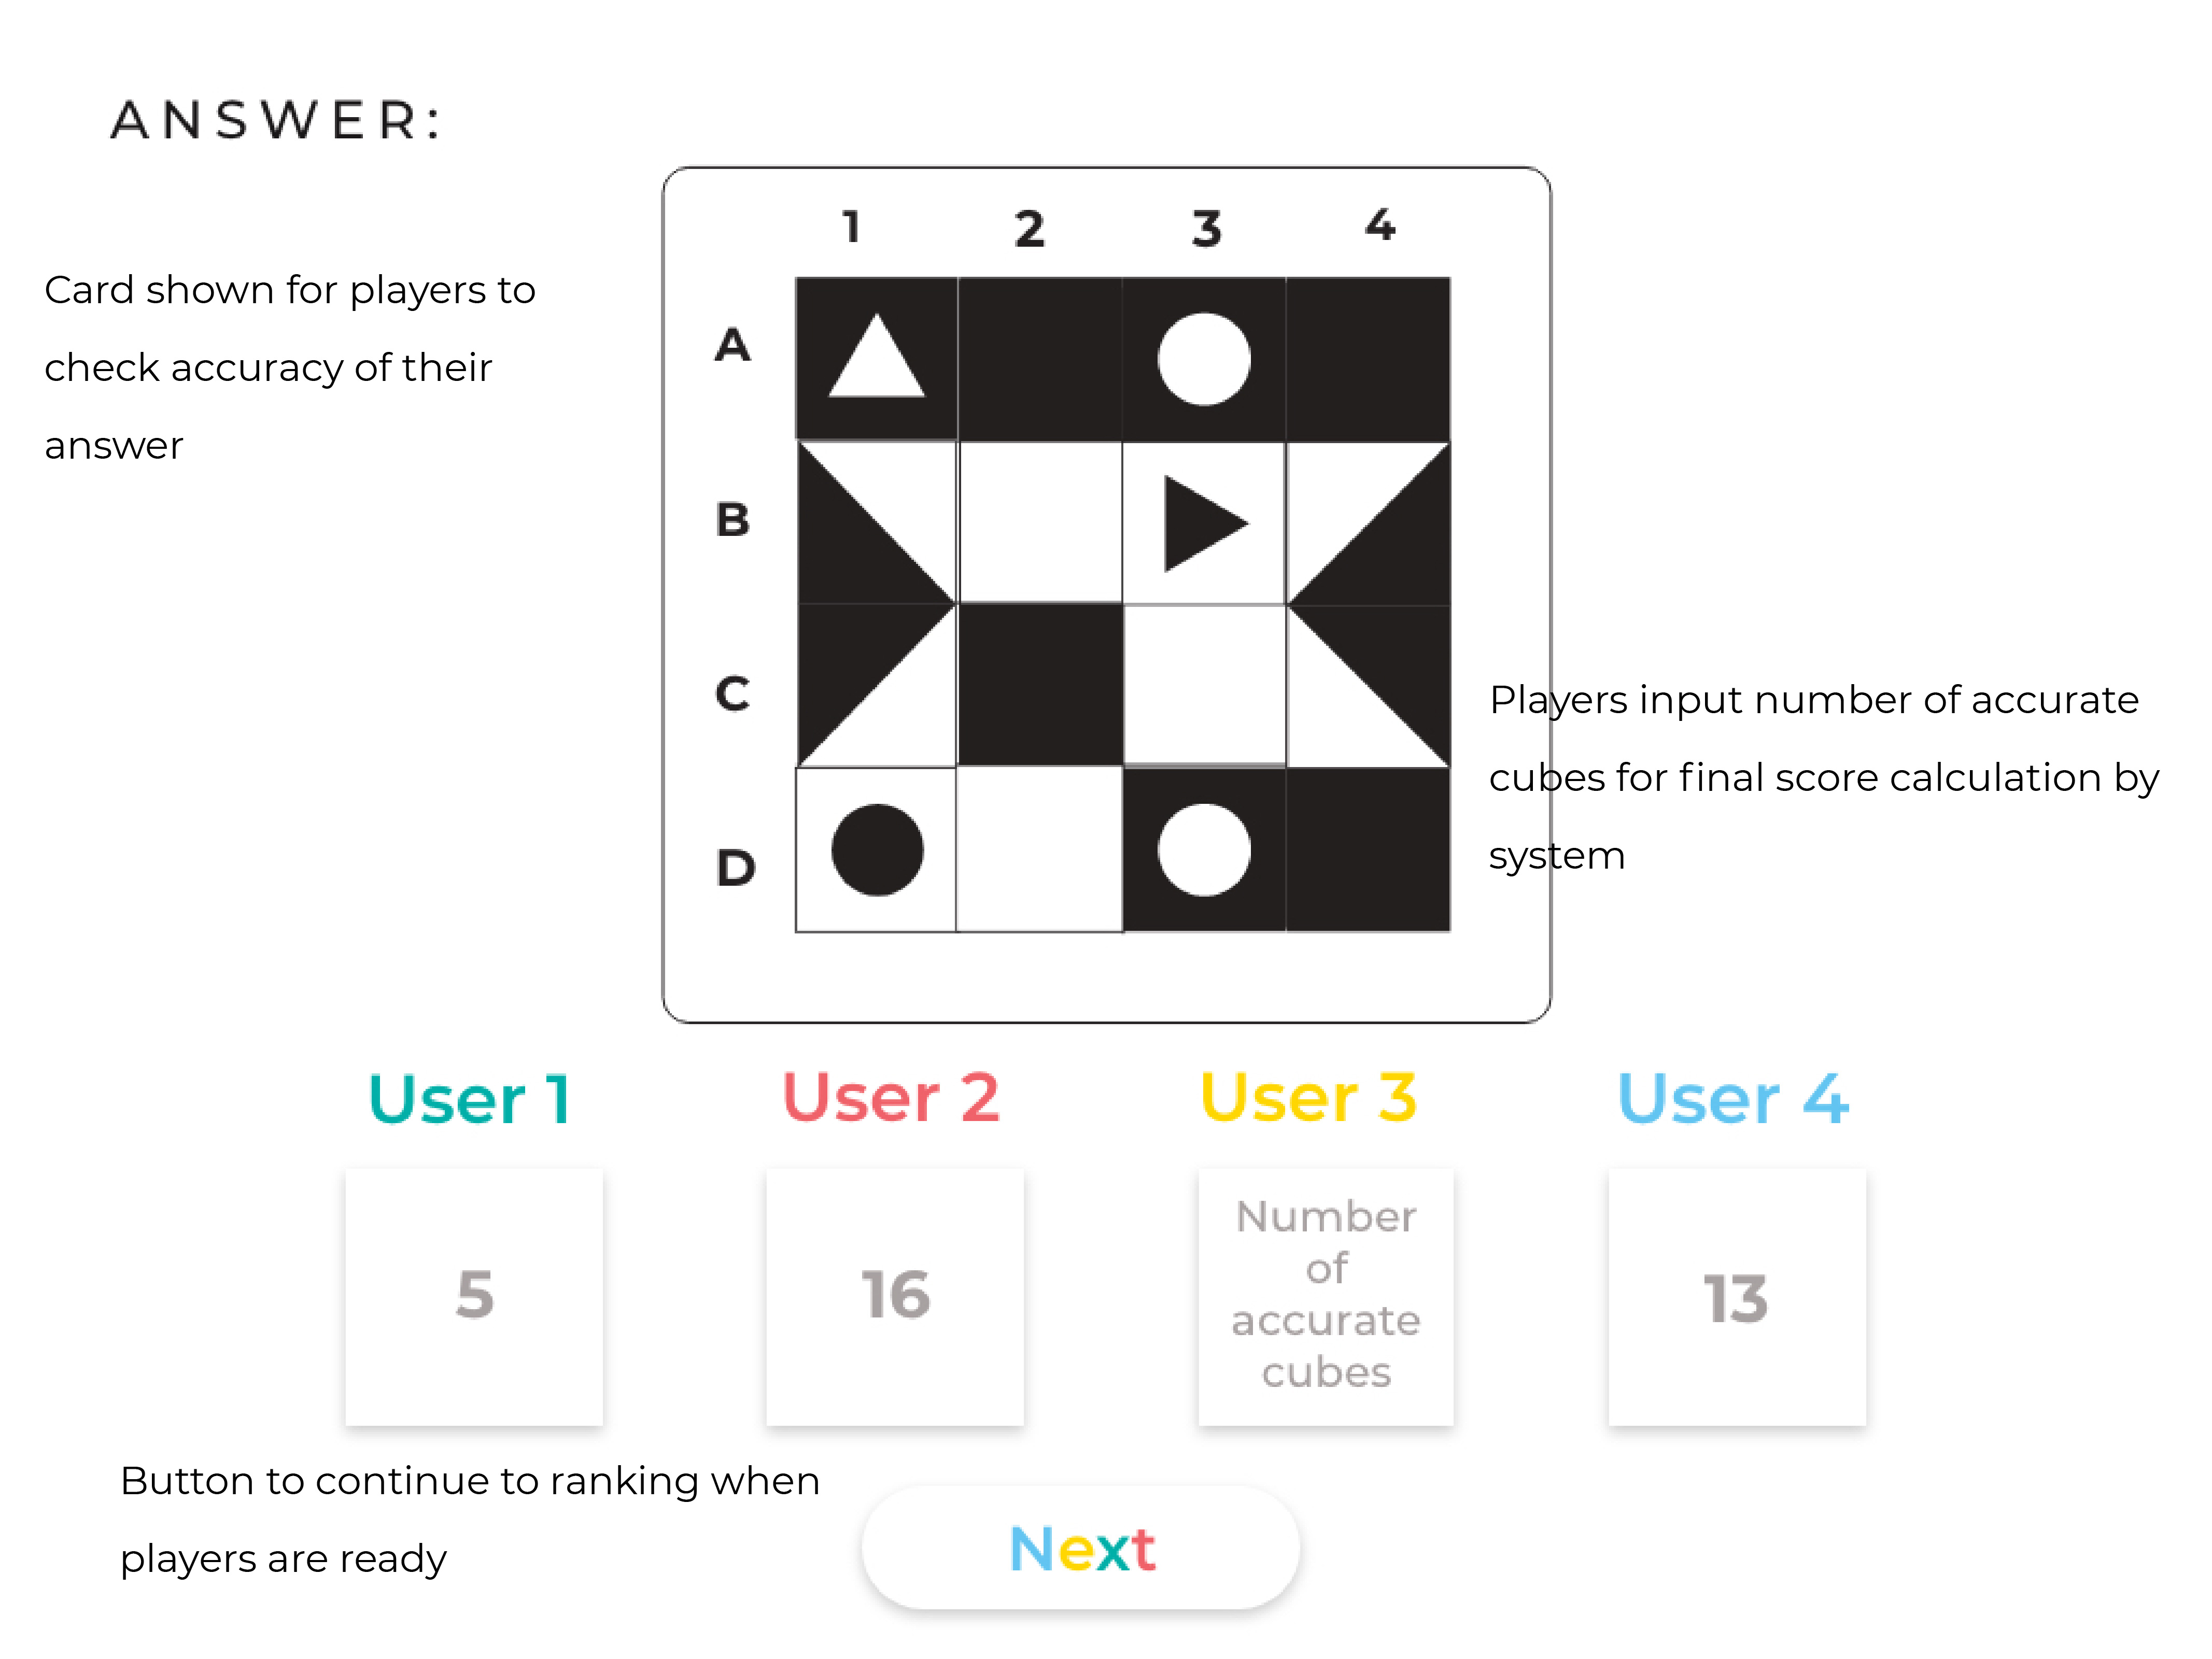 ANSWER:
Card shown for players to
check accuracy of their
answer
1 2 3 4
A
B
C
D
Players input number of accurate
cubes for final score calculation by
system
User 1
User 2
User 3
User 4
5
16
Number
of
accurate
cubes
13
Button to continue to ranking when
players are ready
Next